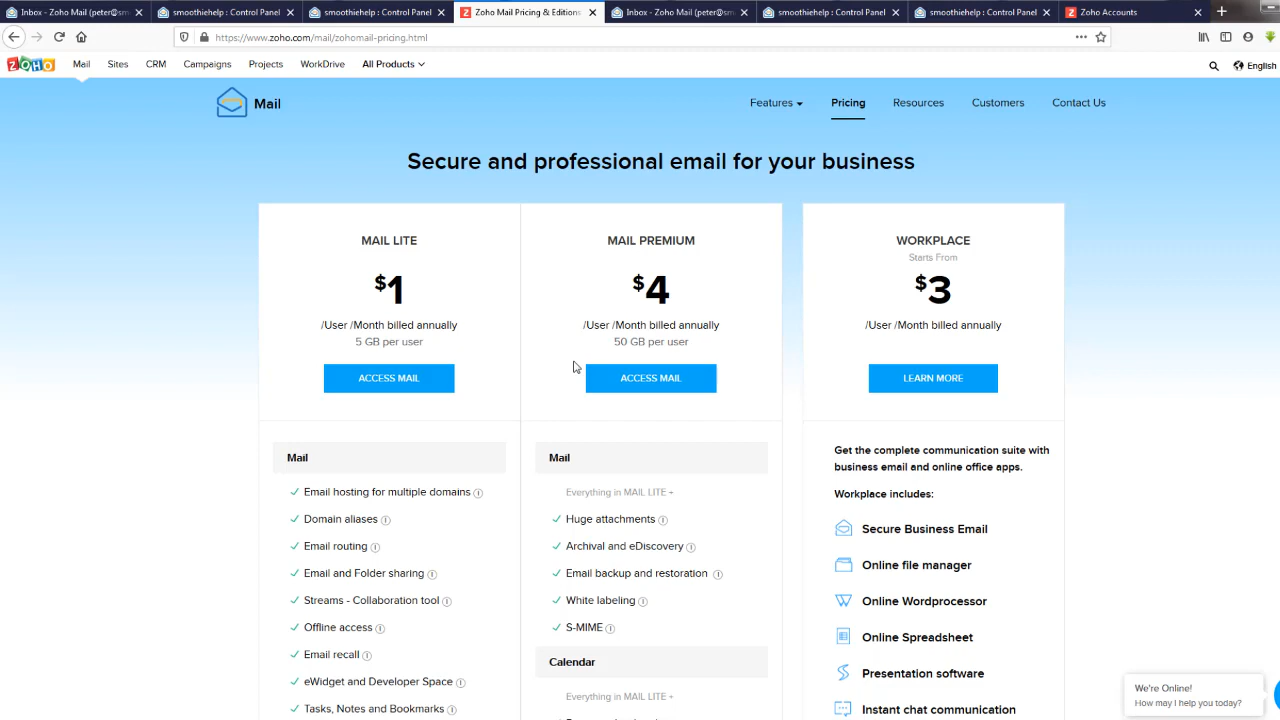 Inbox - Zoho Mail (peter@sm
smoothiehelp : Control Panel
smoothiehelp : Control Panel
Zoho Mail Pricing & Editions
Inbox - Zoho Mail (peter@sm
smoothiehelp : Control Panel
smoothiehelp : Control Panel
Zoho Accounts
https://www.zoho.com/mail/zohomail-pricing.html
ZOHO Mail Sites CRM Campaigns Projects WorkDrive All Products
English
Mail
Features Pricing Resources Customers Contact Us
Secure and professional email for your business
MAIL LITE
$1
/User /Month billed annually
5 GB per user
ACCESS MAIL
Mail
Email hosting for multiple domains
Domain aliases
Email routing
Email and Folder sharing
Streams - Collaboration tool
Offline access
Email recall
eWidget and Developer Space
Tasks, Notes and Bookmarks
MAIL PREMIUM
$4
/User /Month billed annually
50 GB per user
ACCESS MAIL
Mail
Everything in MAIL LITE +
Huge attachments
Archival and eDiscovery
Email backup and restoration
White labeling
S-MIME
Calendar
Everything in MAIL LITE +
WORKPLACE
Starts From
$3
/User /Month billed annually
LEARN MORE
Get the complete communication suite with
business email and online office apps.
Workplace includes:
Secure Business Email
Online file manager
Online Wordprocessor
Online Spreadsheet
Presentation software
Instant chat communication
We're Online!
How may I help you today?